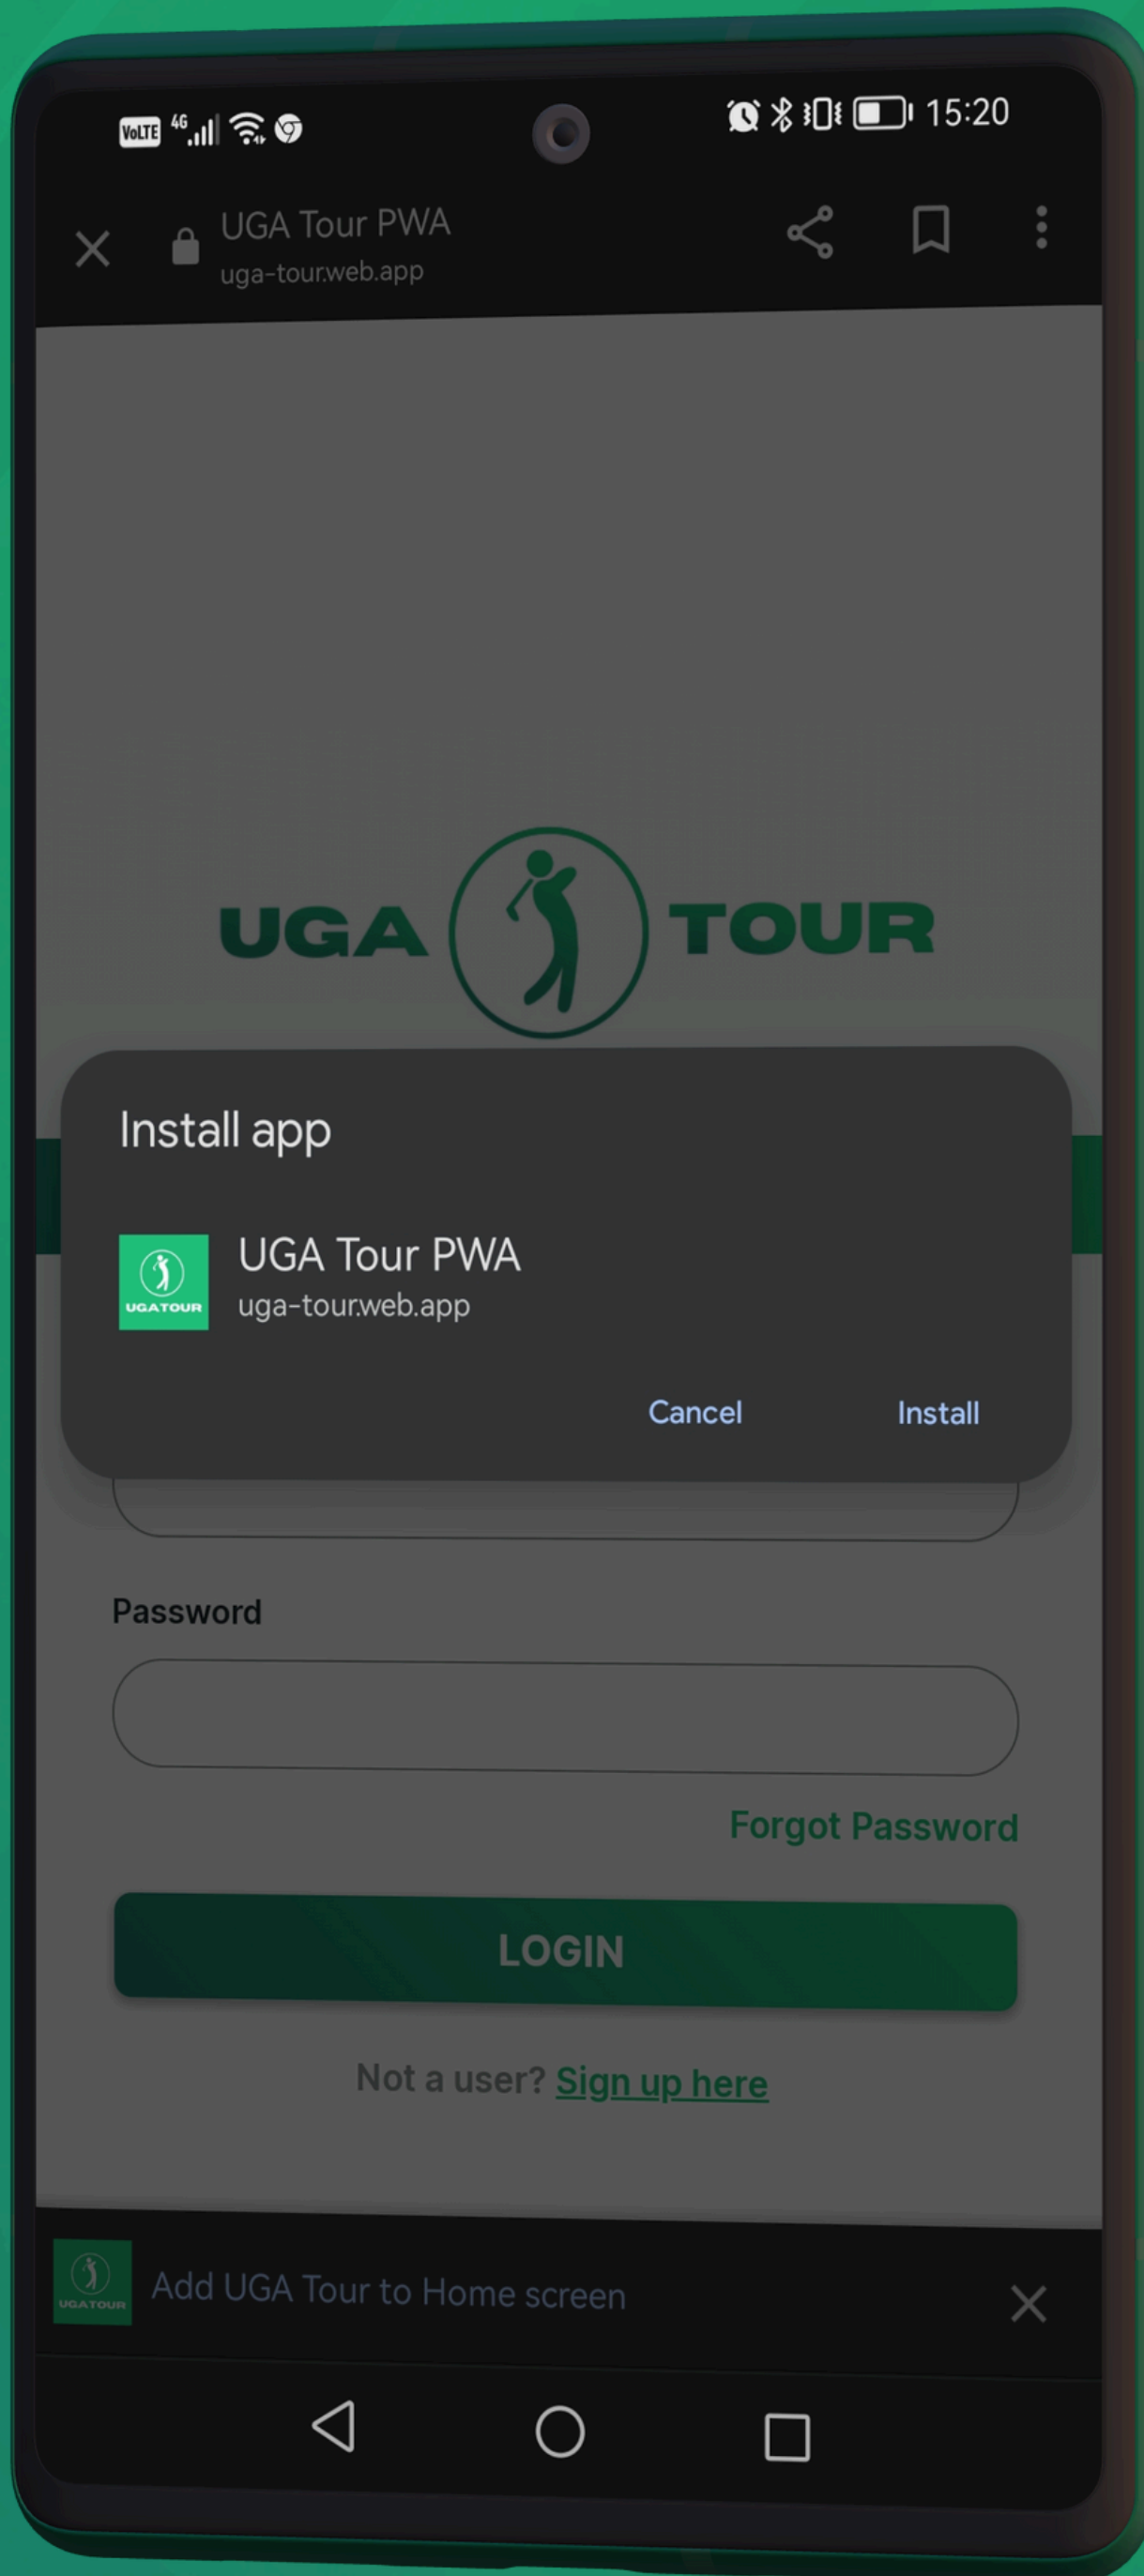 VoLTE 4G 15:20
UGA Tour PWA
uga-tour.web.app
UGA TOUR
Install app
UGA Tour PWA
UGATOUR
uga-tour.web.app
Cancel Install
Password
Forgot Password
LOGIN
Not a user? Sign up here
Add UGA Tour to Home screen
UGATOUR